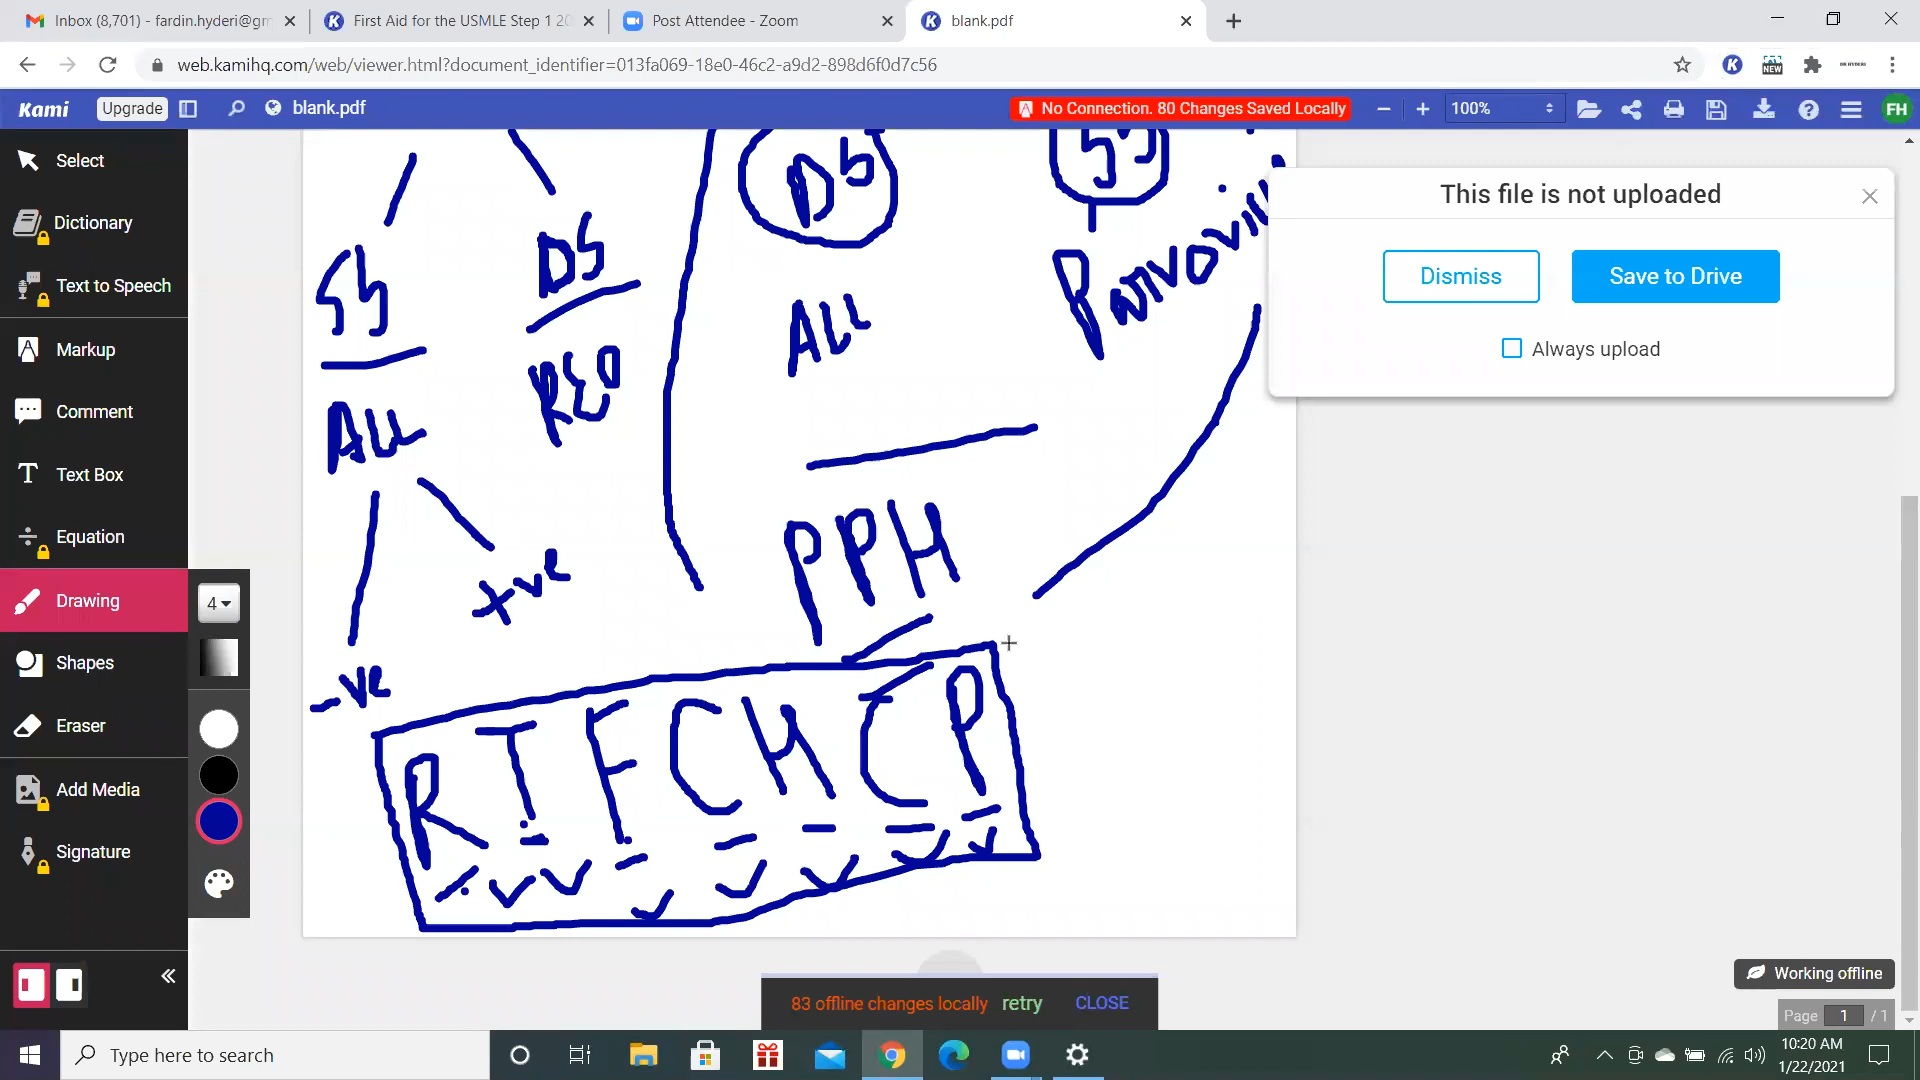 Inbox (8,701) - fardin.hyderi@gm
First Aid for the USMLE Step 1 20
Post Attendee - Zoom
blank.pdf
web.kamihq.com/web/viewer.html?document_identifier=013fa069-18e0-46c2-a9d2-898d6f0d7c56
NEW
Kami
Upgrade
blank.pdf
No Connection. 80 Changes Saved Locally
100%
FH
Select
Dictionary
Text to Speech
Markup
Comment
Text Box
Equation
Drawing
4
Shapes
Eraser
Add Media
Signature
This file is not uploaded
Dismiss
Save to Drive
Always upload
DS
SS
SS
DS
ALL
REO
ALL
+ve
-ve
PPH
RTFCHCP
83 offline changes locally retry CLOSE
Working offline
Page 1 / 1
Type here to search
10:20 AM
1/22/2021